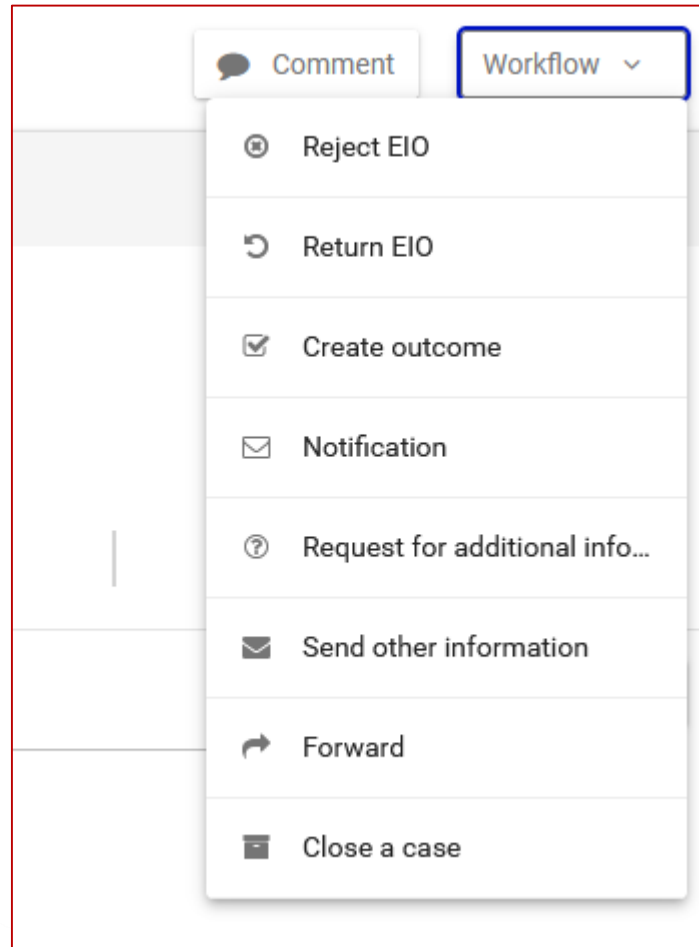 Comment
Workflow
Reject EIO
Return EIO
Create outcome
Notification
Request for additional info...
Send other information
Forward
Close a case